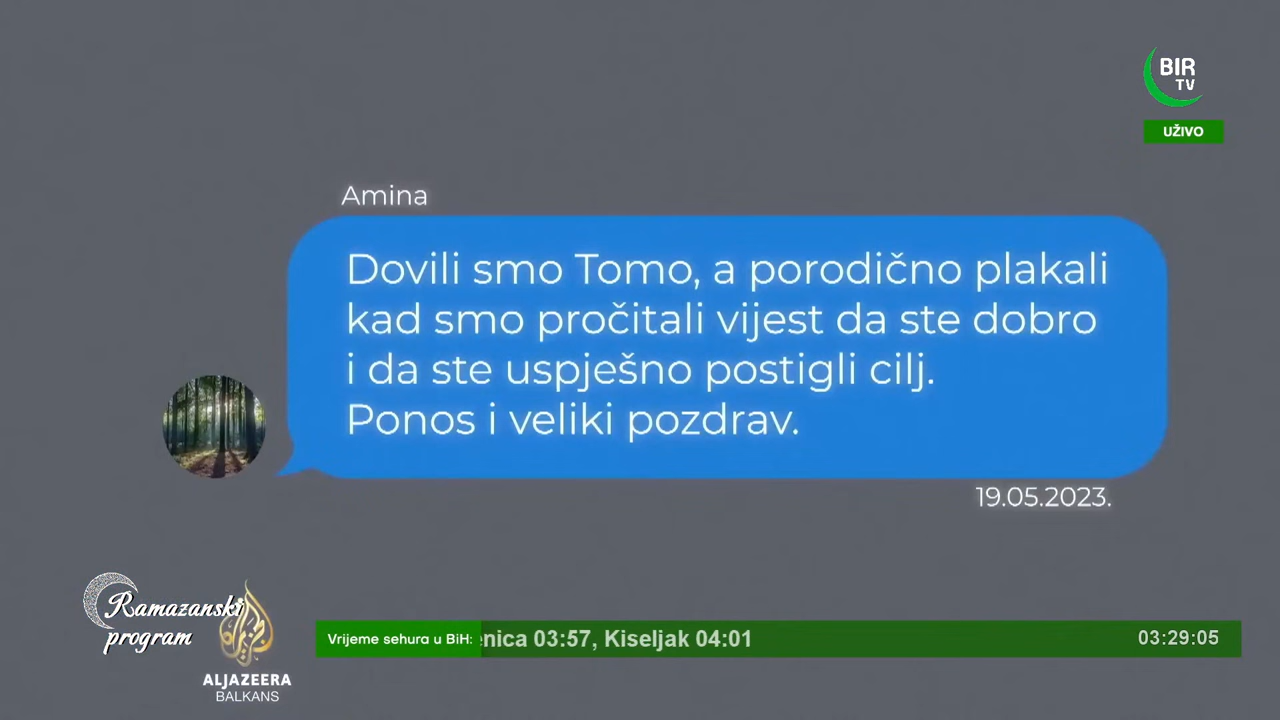 BIR
TV
UŽIVO
Amina
Dovili smo Tomo, a porodično plakali
kad smo pročitali vijest da ste dobro
i da ste uspješno postigli cilj.
Ponos i veliki pozdrav.
19.05.2023.
Ramazanski
program
ALJAZEERA
BALKANS
Vrijeme sehura u BiH: enica 03:57, Kiseljak 04:01 03:29:05